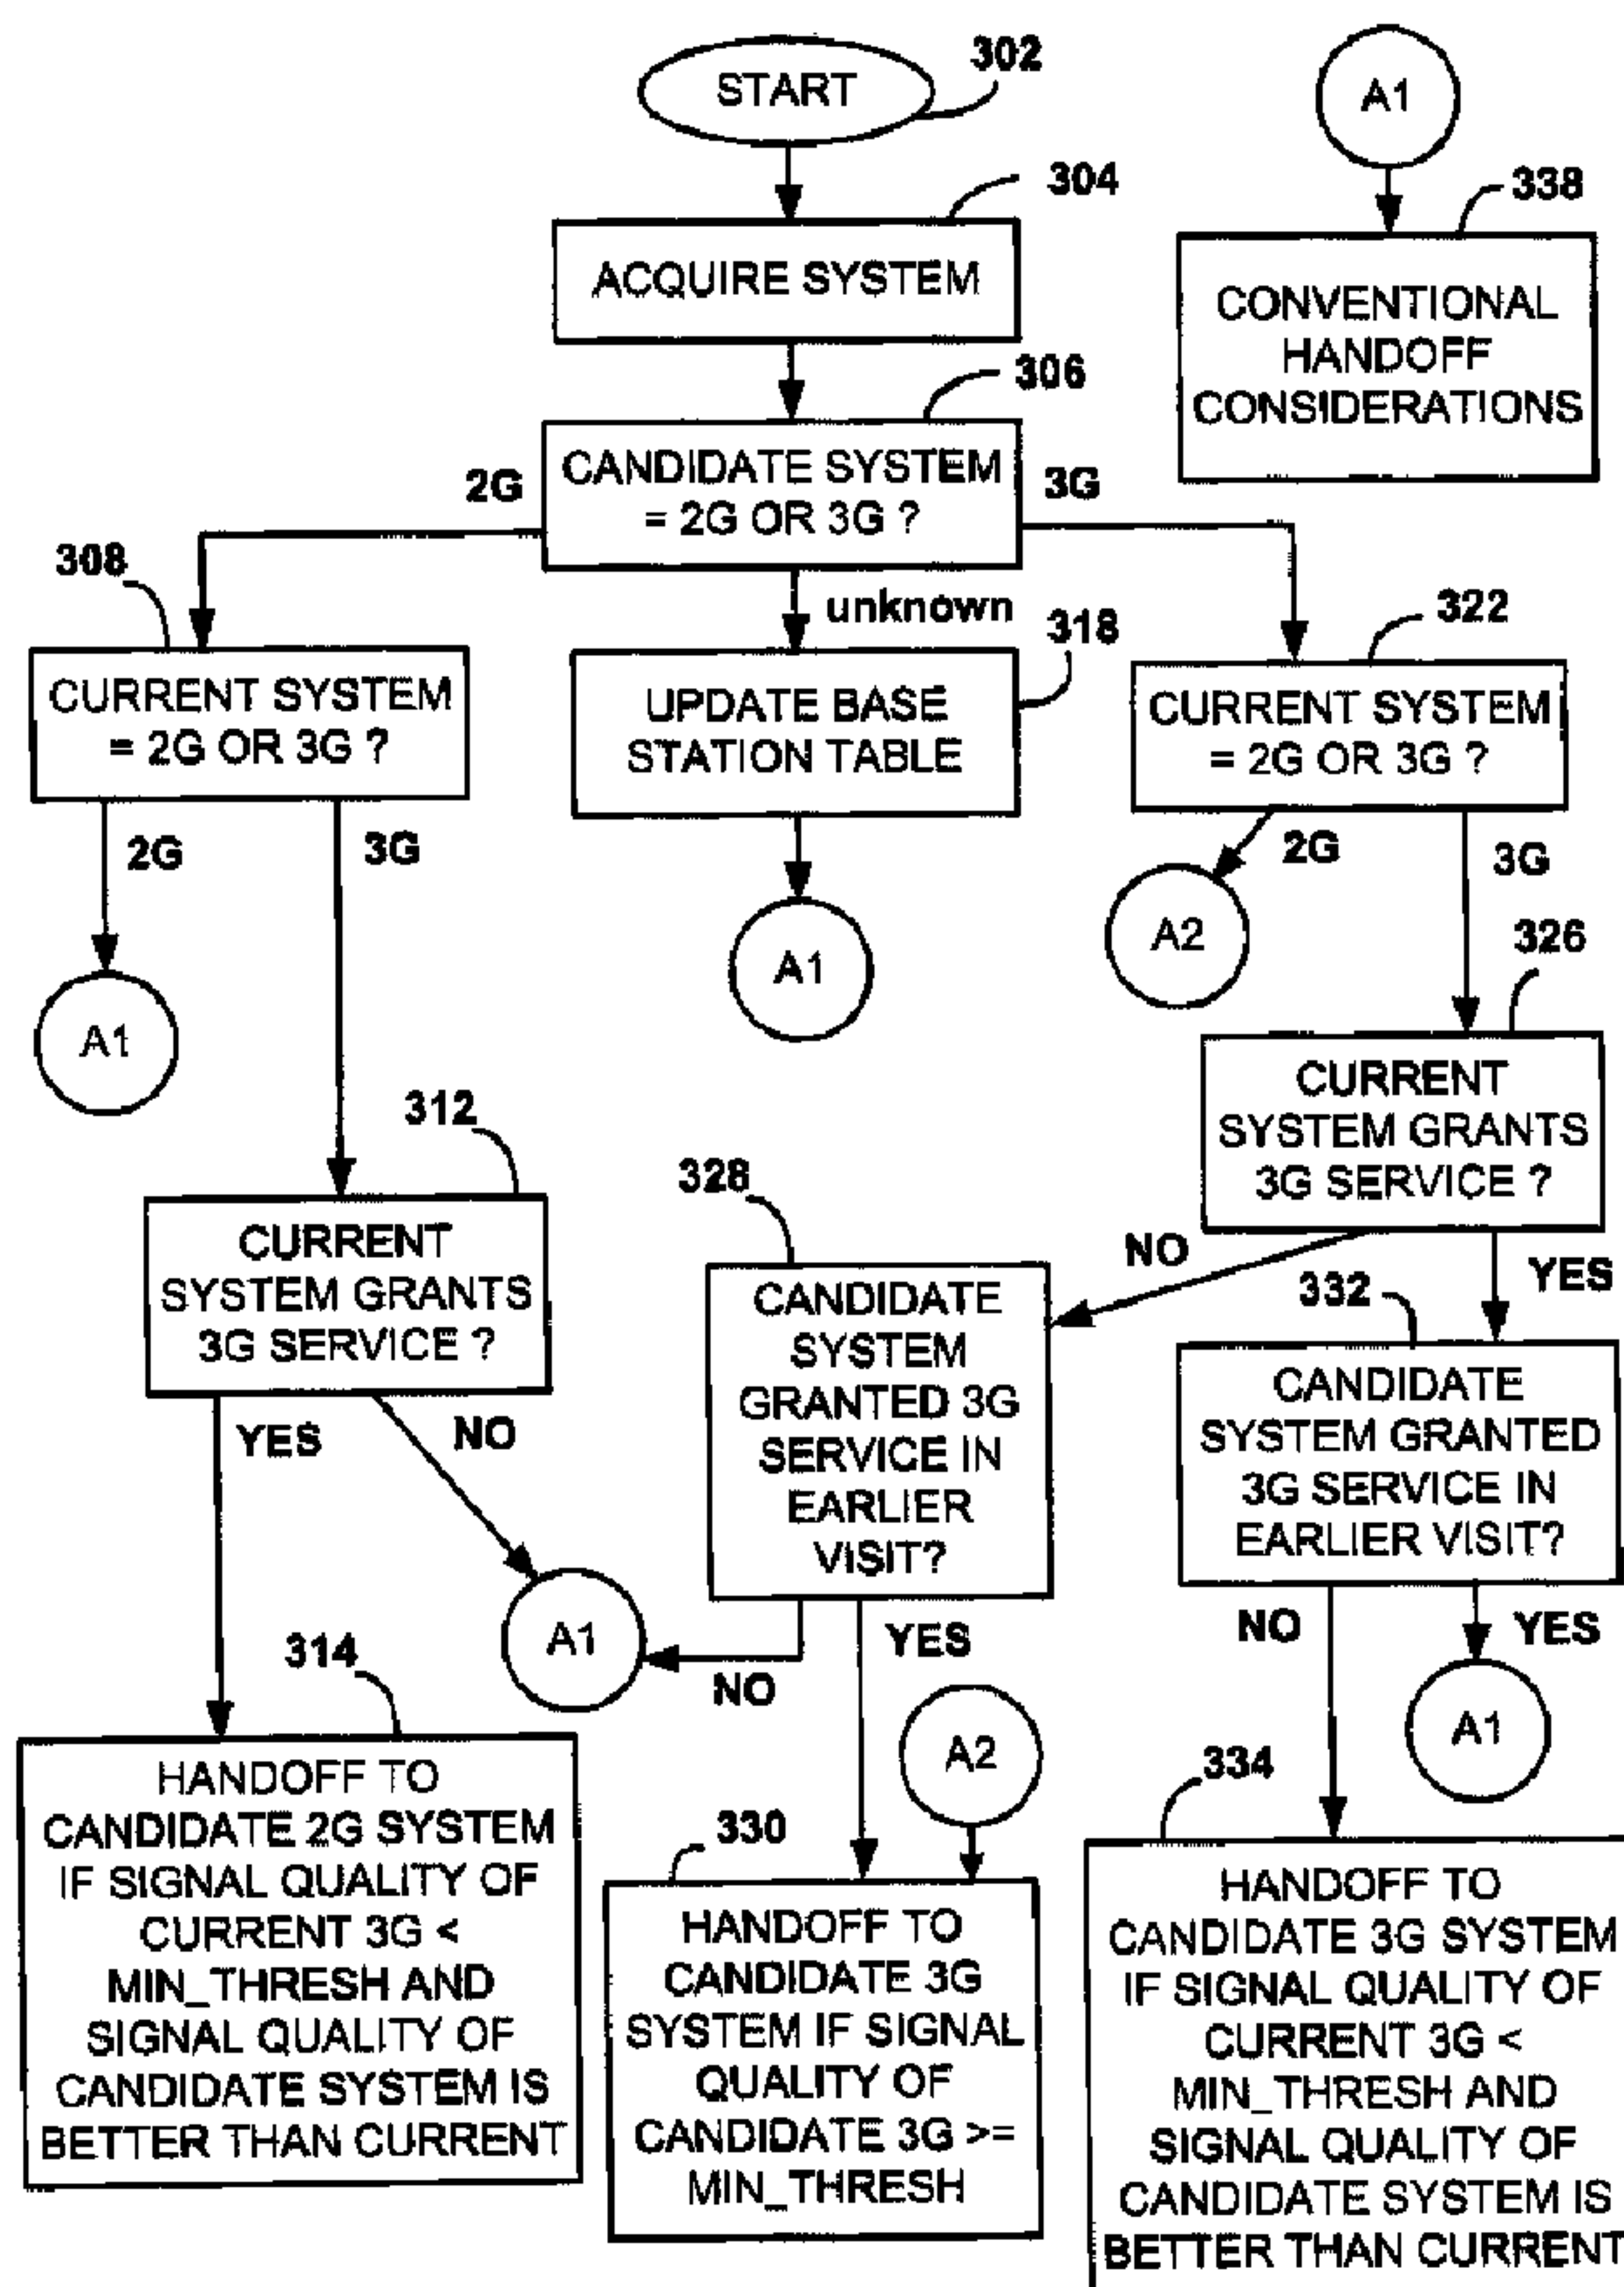 302
START
A1
304
338
ACQUIRE SYSTEM
CONVENTIONAL
HANDOFF
CONSIDERATIONS
306
2G
CANDIDATE SYSTEM
= 2G OR 3G ?
3G
308
unknown
318
322
CURRENT SYSTEM
= 2G OR 3G ?
UPDATE BASE
STATION TABLE
CURRENT SYSTEM
= 2G OR 3G ?
2G
3G
2G
3G
A1
A1
A2
326
312
CURRENT
SYSTEM GRANTS
3G SERVICE ?
328
CURRENT
SYSTEM GRANTS
3G SERVICE ?
NO
YES
332
CANDIDATE
SYSTEM
GRANTED 3G
SERVICE IN
EARLIER
VISIT?
CANDIDATE
SYSTEM GRANTED
3G SERVICE IN
EARLIER VISIT?
YES
NO
A1
NO
YES
NO
YES
A1
314
A2
334
330
HANDOFF TO
CANDIDATE 2G SYSTEM
IF SIGNAL QUALITY OF
CURRENT 3G <
MIN_THRESH AND
SIGNAL QUALITY OF
CANDIDATE SYSTEM IS
BETTER THAN CURRENT
HANDOFF TO
CANDIDATE 3G
SYSTEM IF SIGNAL
QUALITY OF
CANDIDATE 3G >=
MIN_THRESH
HANDOFF TO
CANDIDATE 3G SYSTEM
IF SIGNAL QUALITY OF
CURRENT 3G <
MIN_THRESH AND
SIGNAL QUALITY OF
CANDIDATE SYSTEM IS
BETTER THAN CURRENT